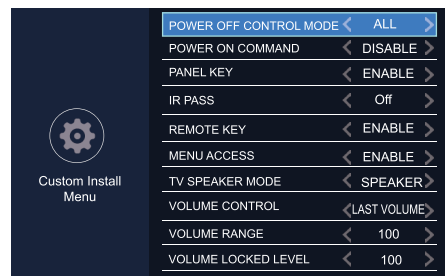 POWER OFF CONTROL MODE ALL
POWER ON COMMAND DISABLE
PANEL KEY ENABLE
IR PASS Off
REMOTE KEY ENABLE
MENU ACCESS ENABLE
TV SPEAKER MODE SPEAKER
VOLUME CONTROL LAST VOLUME
VOLUME RANGE 100
VOLUME LOCKED LEVEL 100
Custom Install
Menu